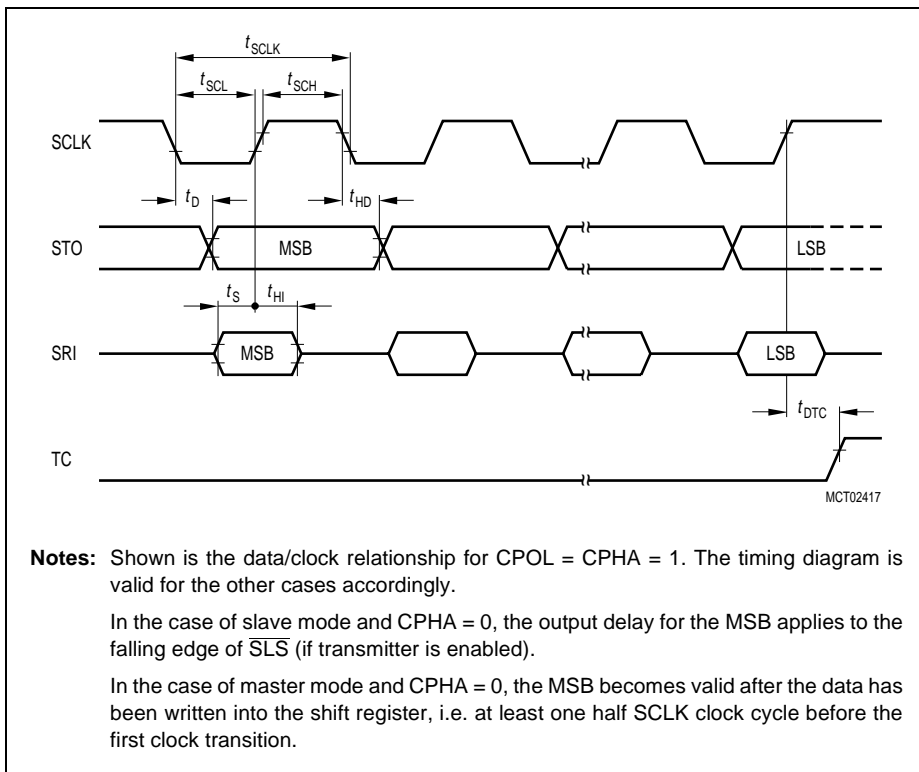 tSCLK
tSCL
tSCH
SCLK
tD
tHD
STO
MSB
LSB
tS
tHI
SRI
MSB
LSB
tDTC
TC
MCT02417
Notes: Shown is the data/clock relationship for CPOL = CPHA = 1. The timing diagram is
valid for the other cases accordingly.
In the case of slave mode and CPHA = 0, the output delay for the MSB applies to the
falling edge of SLS (if transmitter is enabled).
In the case of master mode and CPHA = 0, the MSB becomes valid after the data has
been written into the shift register, i.e. at least one half SCLK clock cycle before the
first clock transition.